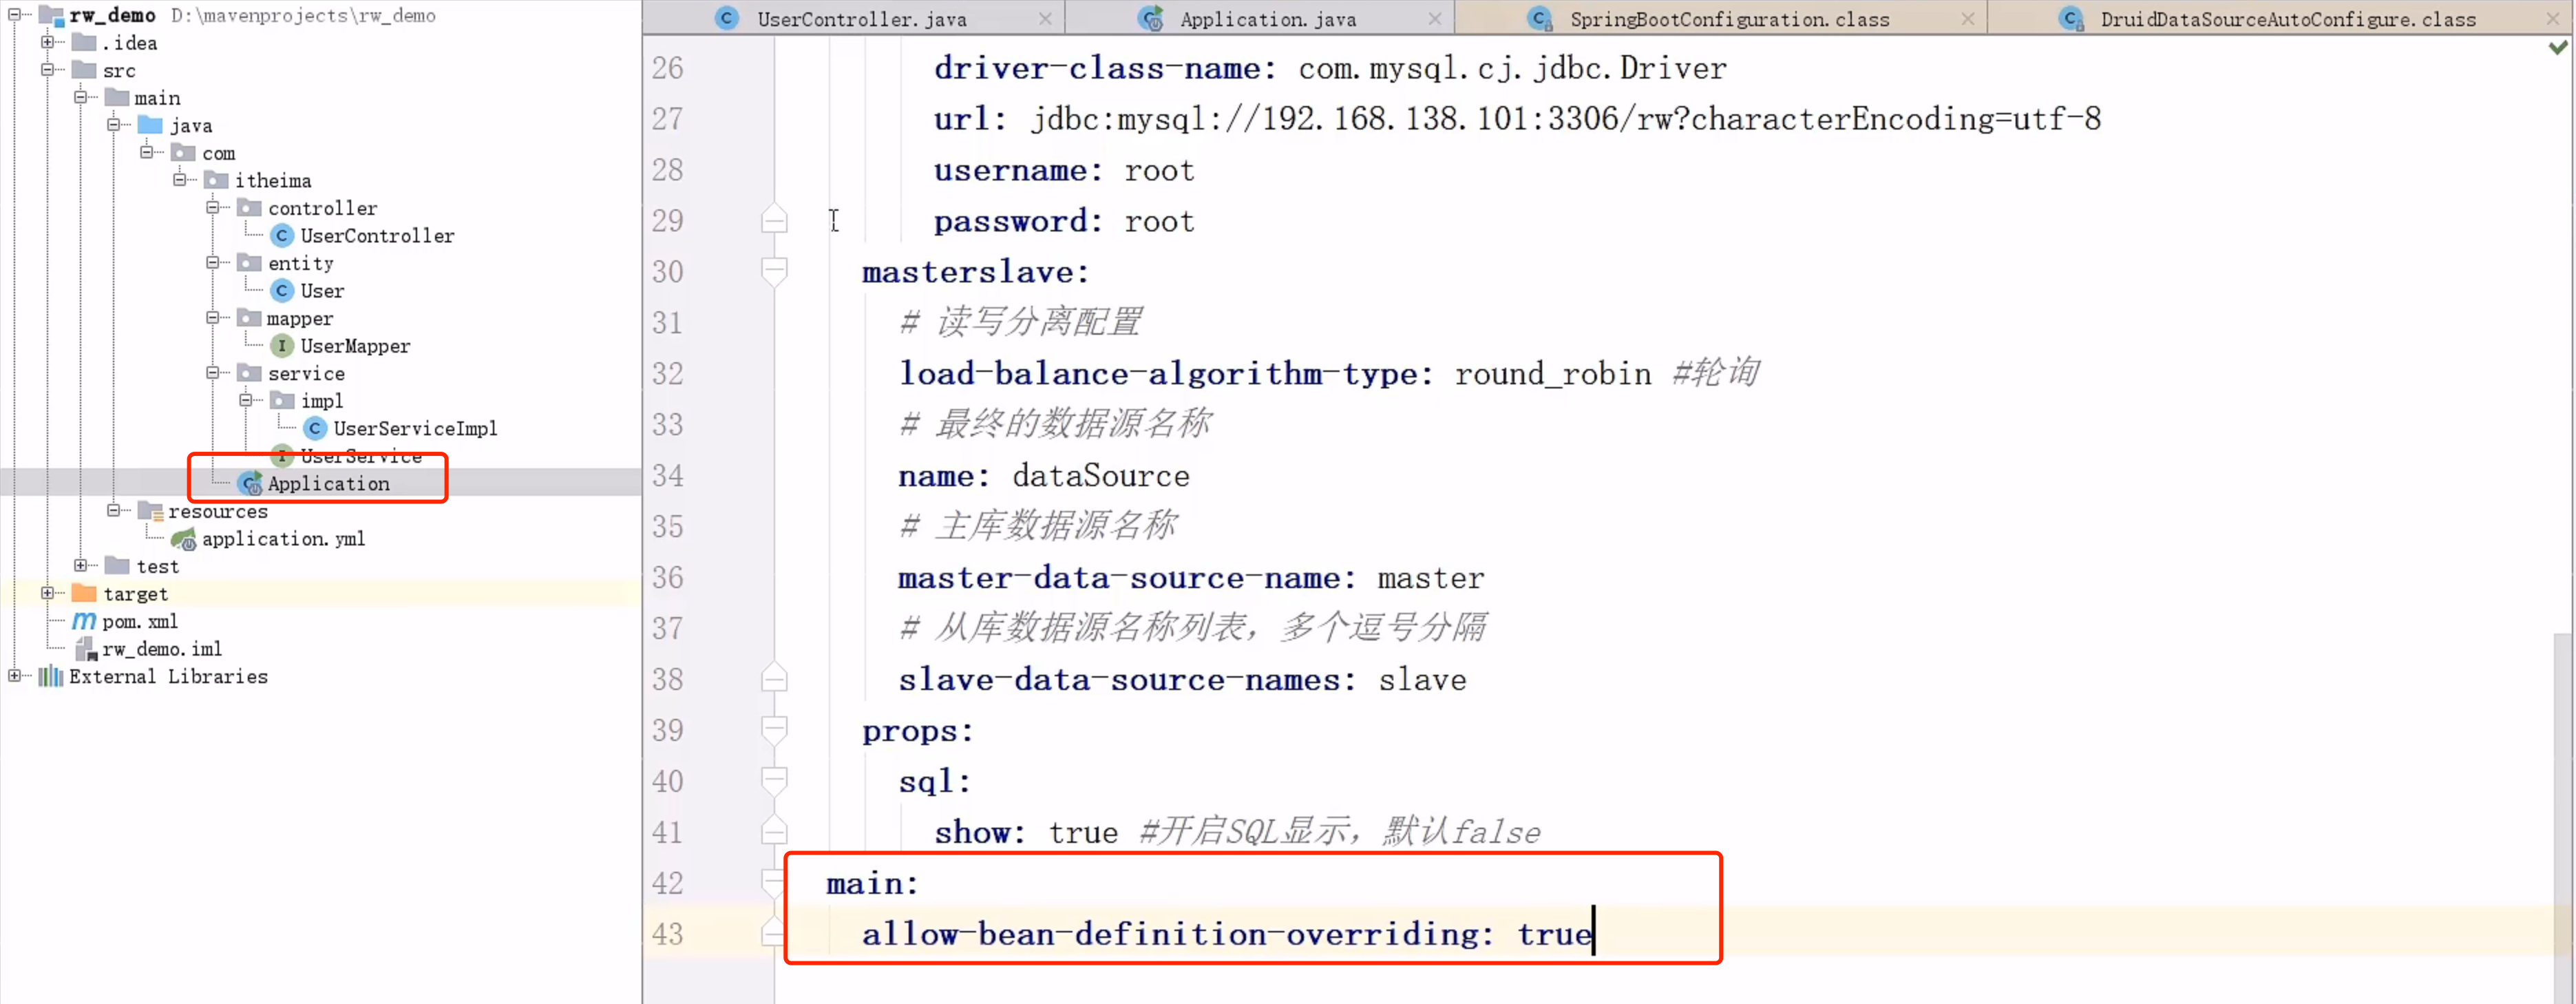 rw_demo D:\mavenprojects\rw_demo
.idea
src
main
java
com
itheima
controller
UserController
entity
User
mapper
UserMapper
service
impl
UserServiceImpl
UserService
Application
resources
application.yml
test
target
pom.xml
rw_demo.iml
External Libraries
UserController.java
Application.java
SpringBootConfiguration.class
DruidDataSourceAutoConfigure.class
26 driver-class-name: com.mysql.cj.jdbc.Driver
27 url: jdbc:mysql://192.168.138.101:3306/rw?characterEncoding=utf-8
28 username: root
29 password: root
30 masterslave:
31 # 读写分离配置
32 load-balance-algorithm-type: round_robin #轮询
33 # 最终的数据源名称
34 name: dataSource
35 # 主库数据源名称
36 master-data-source-name: master
37 # 从库数据源名称列表，多个逗号分隔
38 slave-data-source-names: slave
39 props:
40 sql:
41 show: true #开启SQL显示，默认false
42 main:
43 allow-bean-definition-overriding: true